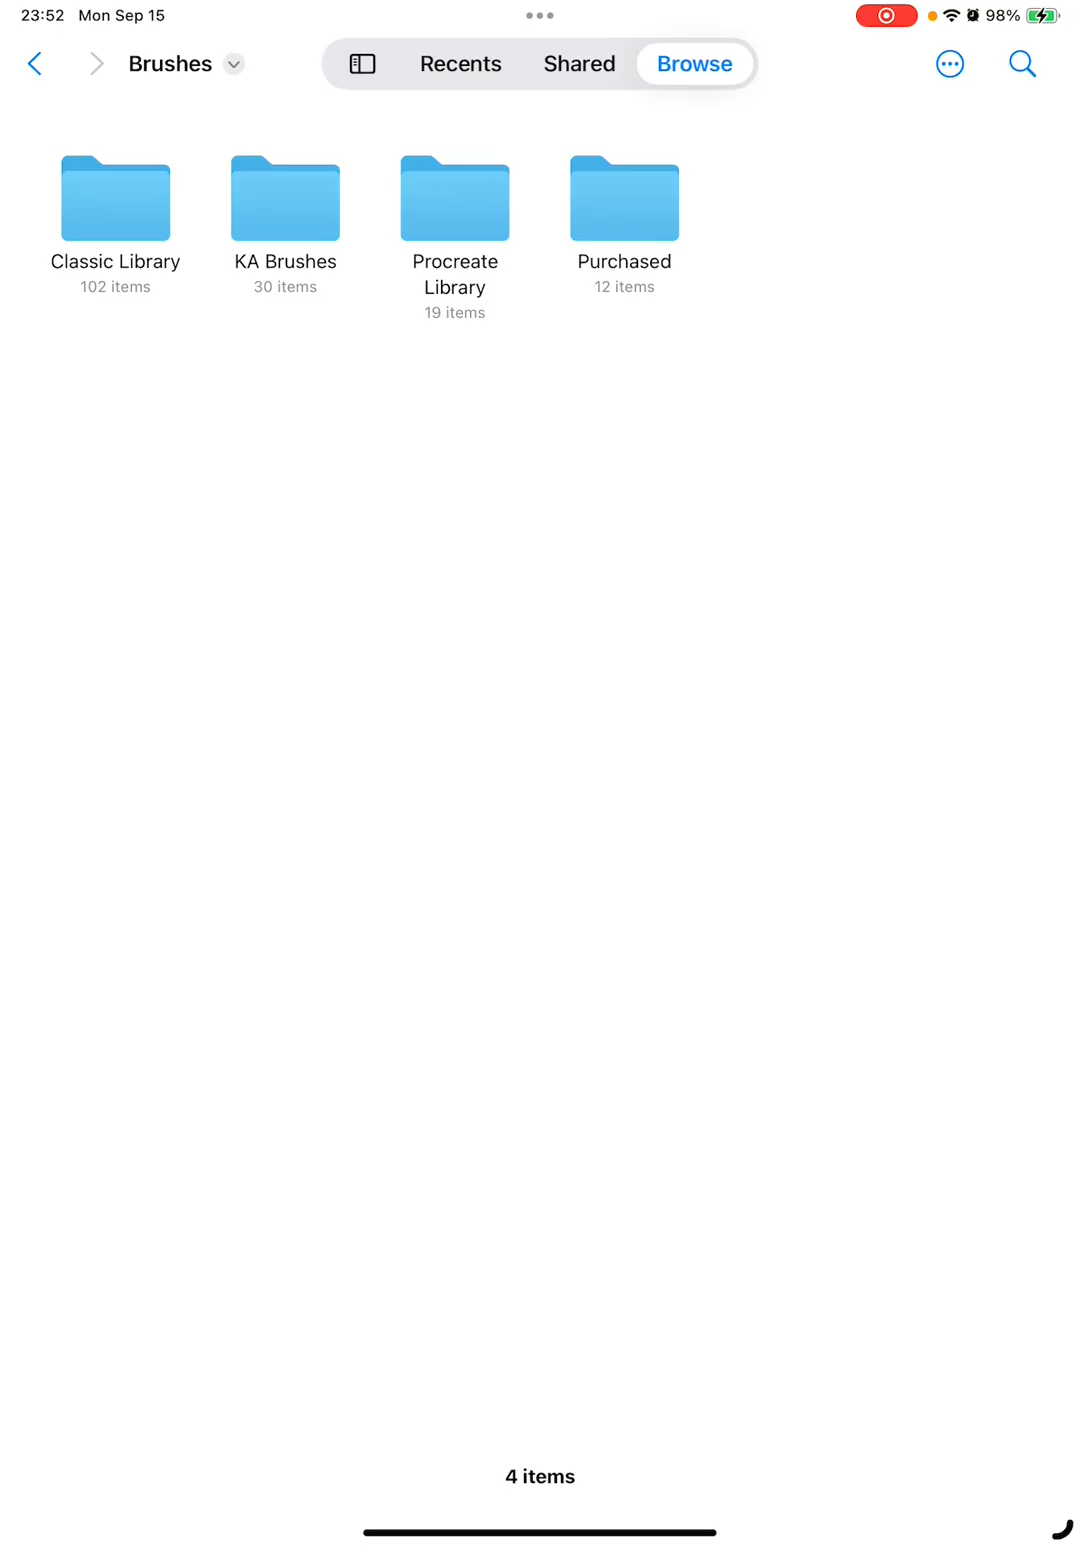 23:52 Mon Sep 15
98%
Brushes
Recents Shared Browse
Classic Library
102 items
KA Brushes
30 items
Procreate
Library
19 items
Purchased
12 items
4 items